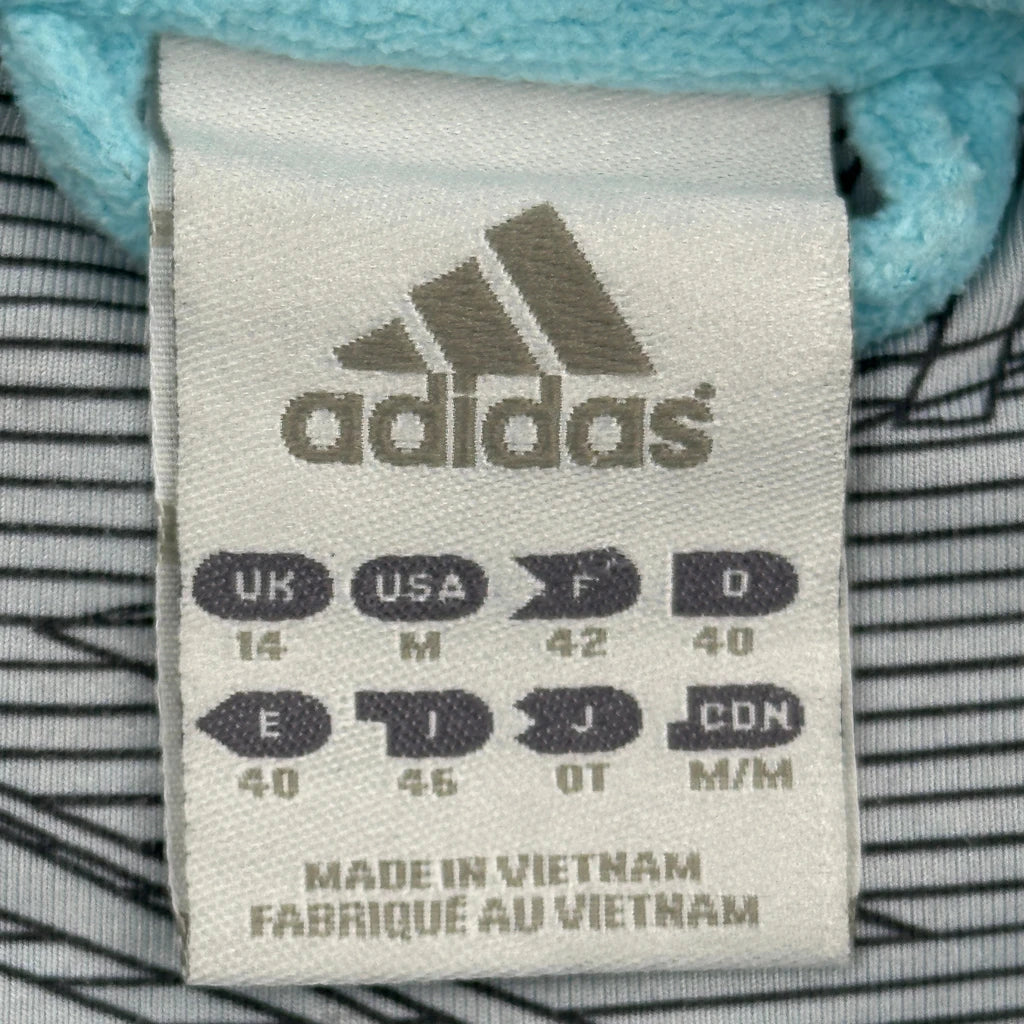 adidas
UK USA F D
14 M 42 40
E I J CDN
40 46 OT M/M
MADE IN VIETNAM
FABRIQUÉ AU VIETNAM